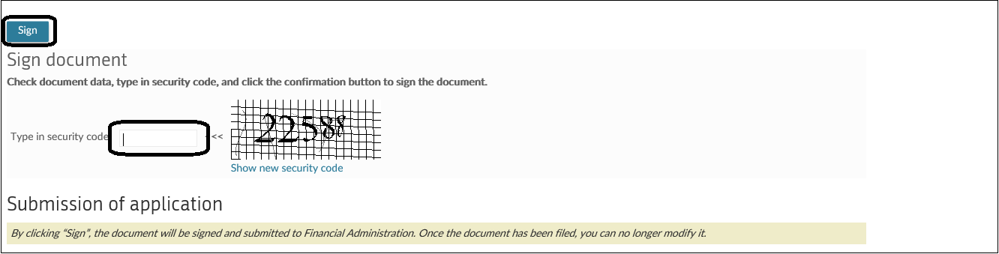 Sign
Sign document
Check document data, type in security code, and click the confirmation button to sign the document.
Type in security code << 22588
Show new security code
Submission of application
By clicking “Sign”, the document will be signed and submitted to Financial Administration. Once the document has been filed, you can no longer modify it.